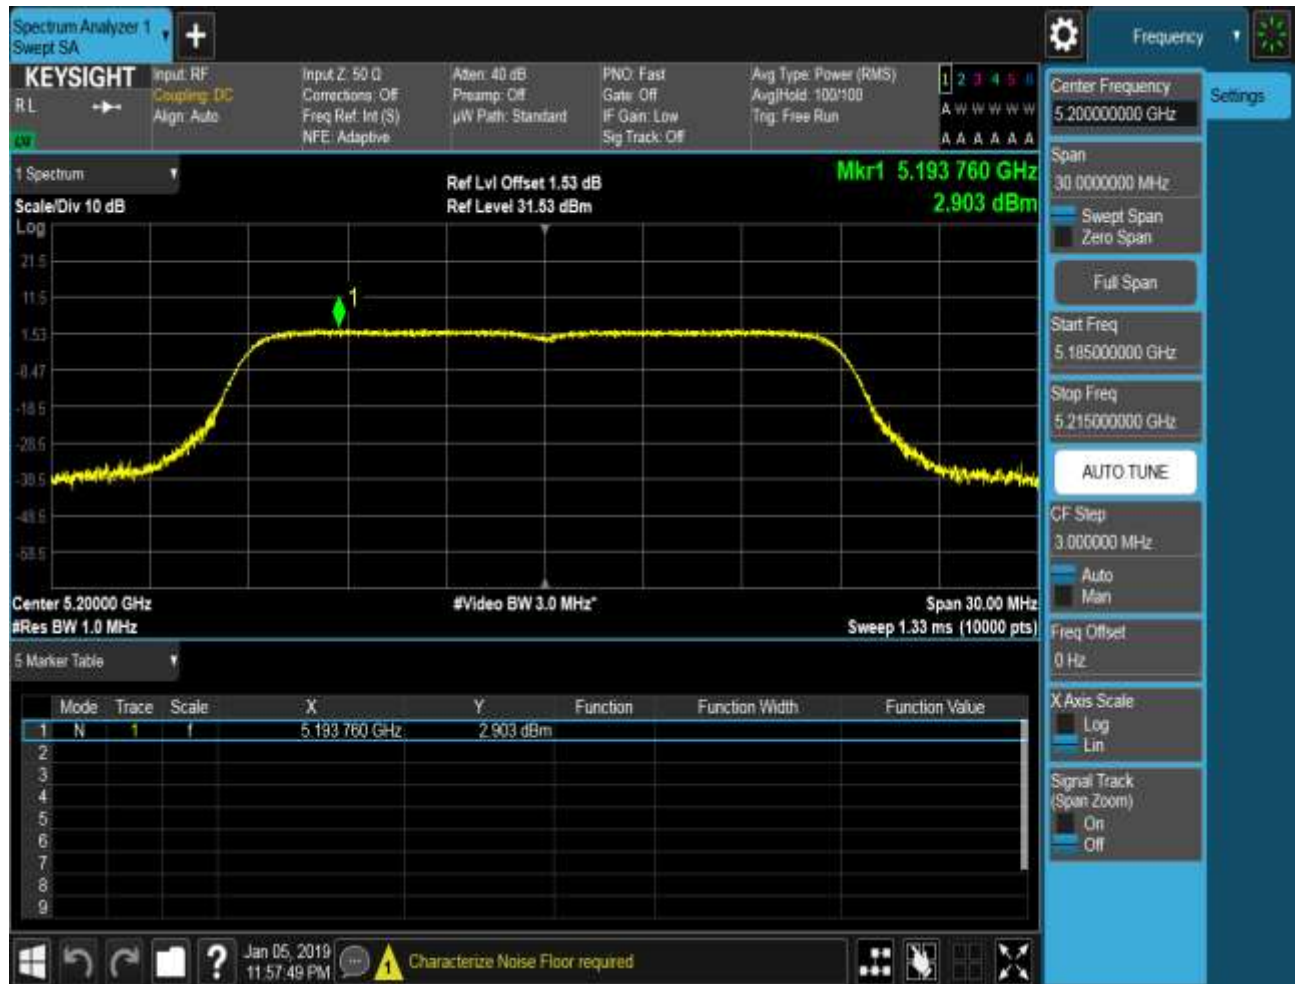 Spectrum Analyzer 1
Swept SA
+
Frequency
KEYSIGHT
RL
Input: RF
Coupling: DC
Align: Auto
Input Z: 50 Ω
Corrections: Off
Freq Ref: Int (S)
NFE: Adaptive
Atten: 40 dB
Preamp: Off
µW Path: Standard
PNO: Fast
Gate: Off
IF Gain: Low
Sig Track: Off
Avg Type: Power (RMS)
Avg|Hold: 100/100
Trig: Free Run
1 2 3 4 5 6
A W W W W W
A A A A A A
1 Spectrum
Scale/Div 10 dB
Ref Lvl Offset 1.53 dB
Ref Level 31.53 dBm
Mkr1 5.193 760 GHz
2.903 dBm
Log
21.5
11.5
1.53
-8.47
-18.5
-28.5
-38.5
-48.5
-58.5
1
Center 5.20000 GHz
#Res BW 1.0 MHz
#Video BW 3.0 MHz*
Span 30.00 MHz
Sweep 1.33 ms (10000 pts)
5 Marker Table
Mode Trace Scale X Y Function Function Width Function Value
1 N 1 f 5.193 760 GHz 2.903 dBm
2
3
4
5
6
7
8
9
Center Frequency
5.200000000 GHz
Settings
Span
30.0000000 MHz
Swept Span
Zero Span
Full Span
Start Freq
5.185000000 GHz
Stop Freq
5.215000000 GHz
AUTO TUNE
CF Step
3.000000 MHz
Auto
Man
Freq Offset
0 Hz
X Axis Scale
Log
Lin
Signal Track
(Span Zoom)
On
Off
?
Jan 05, 2019
11:57:49 PM
1
Characterize Noise Floor required